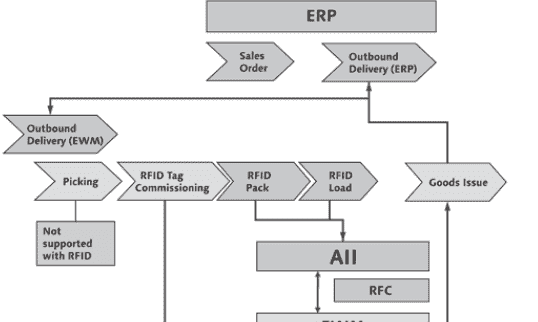 ERP
Sales
Order
Outbound
Delivery (ERP)
Outbound
Delivery (EWM)
Picking
RFID Tag
Commissioning
RFID
Pack
RFID
Load
Goods Issue
Not
supported
with RFID
AII
RFC